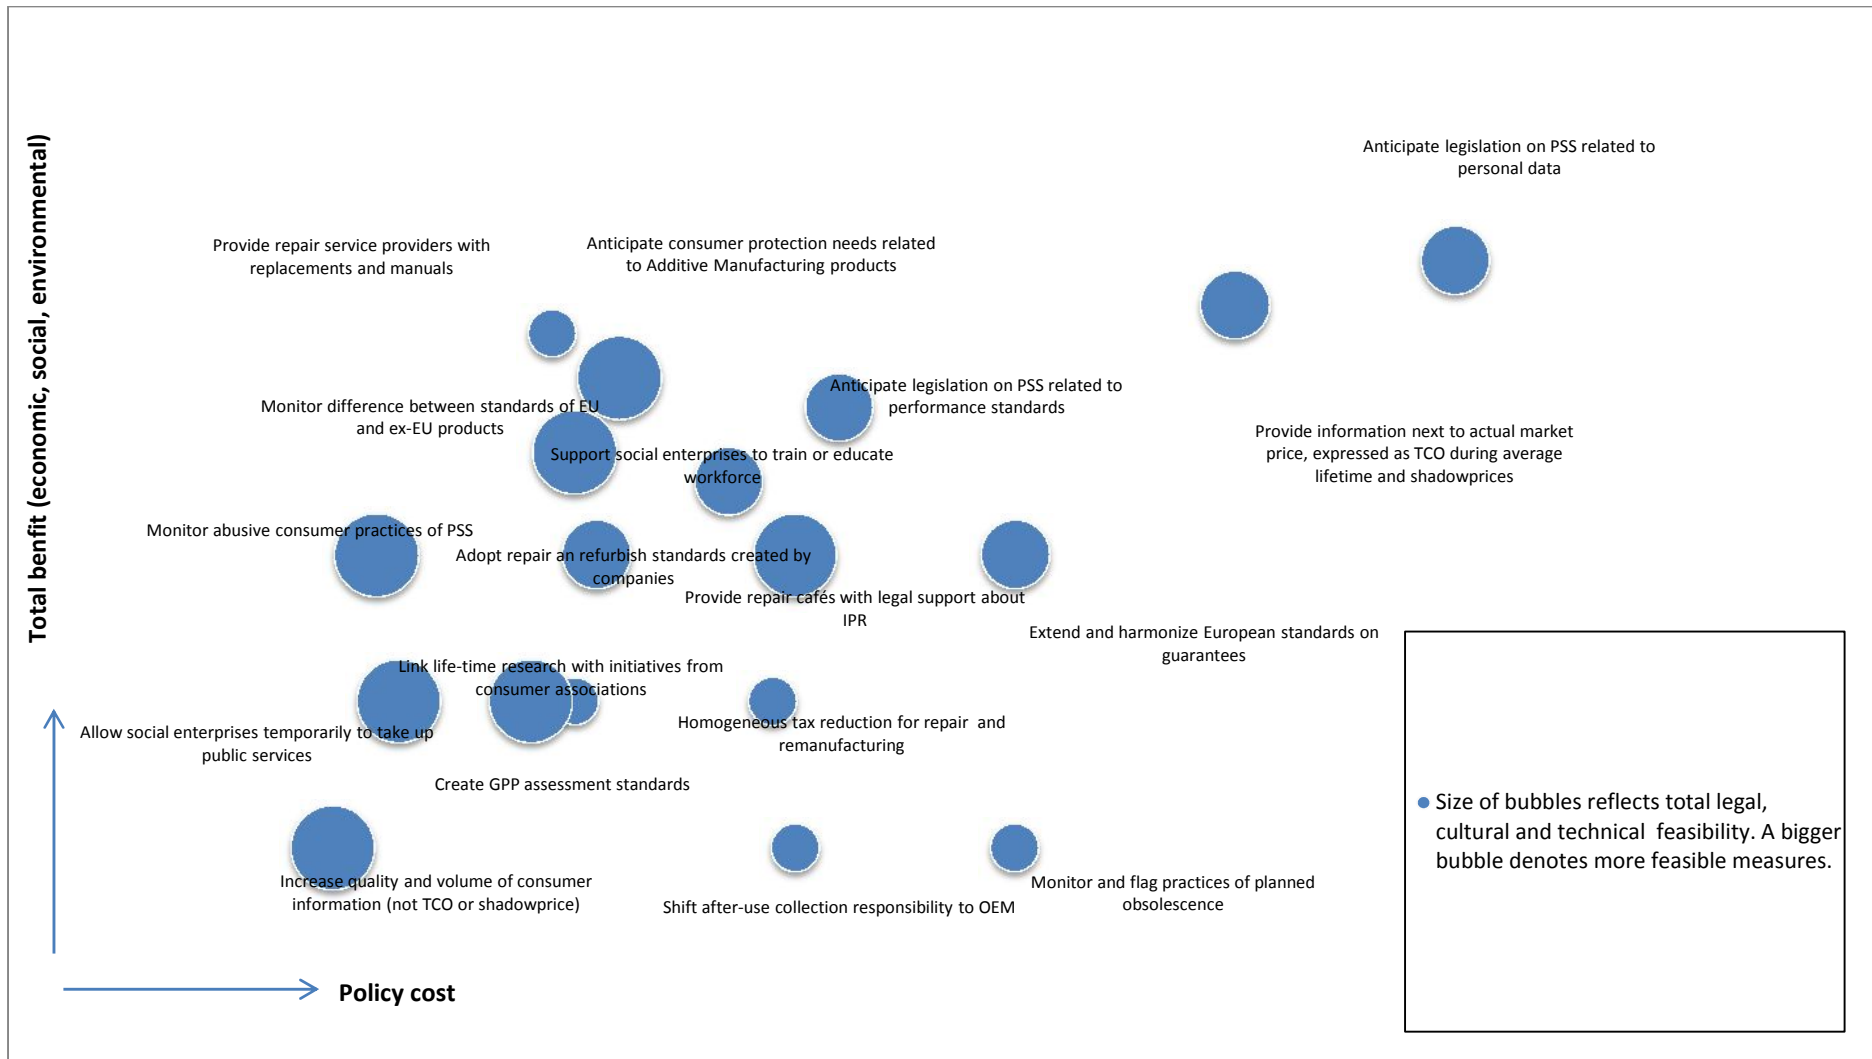 Total benfit (economic, social, environmental)
Anticipate legislation on PSS related to
personal data
Provide repair service providers with
replacements and manuals
Anticipate consumer protection needs related
to Additive Manufacturing products
Monitor difference between standards of EU
and ex-EU products
Anticipate legislation on PSS related to
performance standards
Support social enterprises to train or educate
workforce
Provide information next to actual market
price, expressed as TCO during average
lifetime and shadowprices
Monitor abusive consumer practices of PSS
Adopt repair an refurbish standards created by
companies
Provide repair cafés with legal support about
IPR
Extend and harmonize European standards on
guarantees
Link life-time research with initiatives from
consumer associations
Allow social enterprises temporarily to take up
public services
Homogeneous tax reduction for repair and
remanufacturing
Create GPP assessment standards
Increase quality and volume of consumer
information (not TCO or shadowprice)
Shift after-use collection responsibility to OEM
Monitor and flag practices of planned
obsolescence
Size of bubbles reflects total legal,
cultural and technical feasibility. A bigger
bubble denotes more feasible measures.
Policy cost